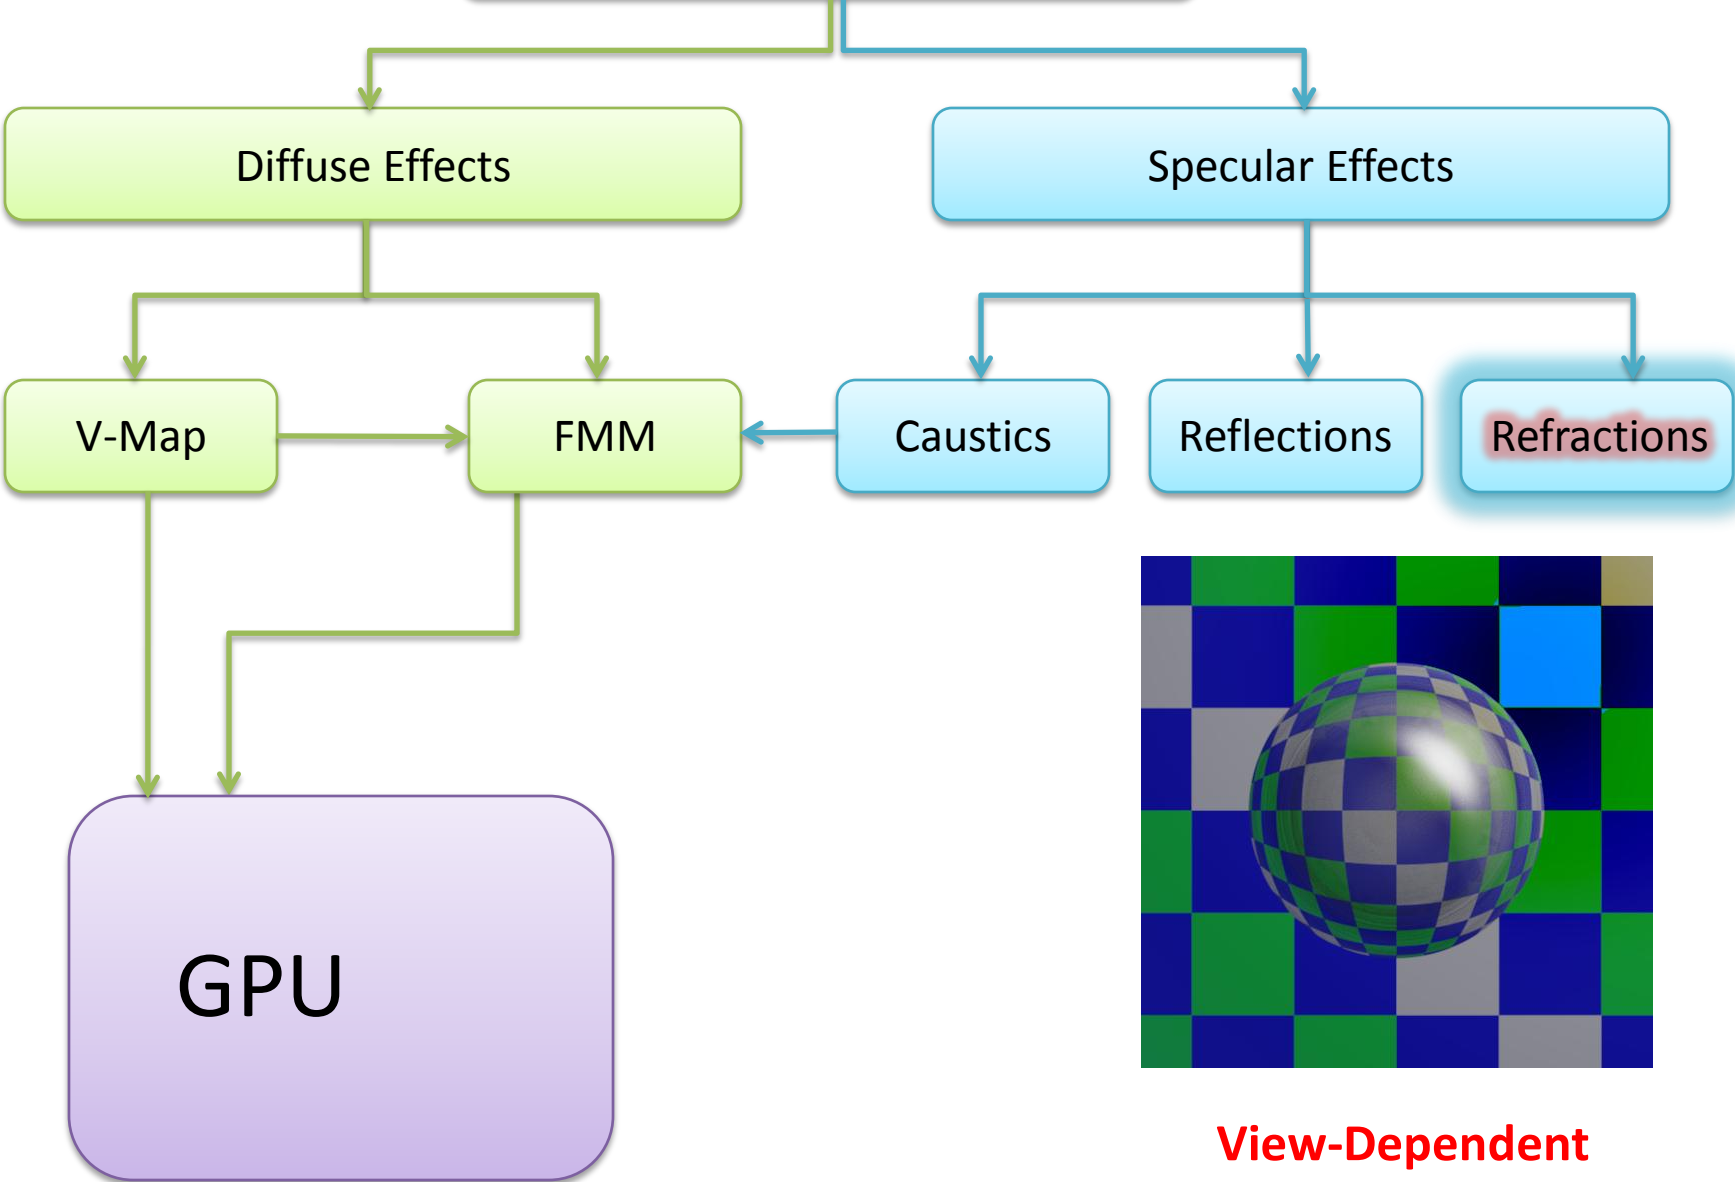 Diffuse Effects
Specular Effects
V-Map
FMM
Caustics
Reflections
Refractions
GPU
View-Dependent